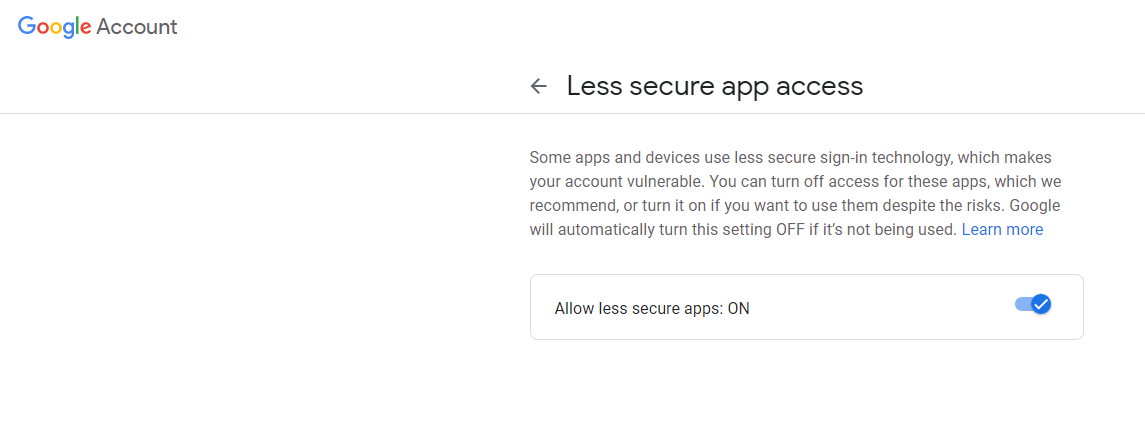 Google Account
Less secure app access
Some apps and devices use less secure sign-in technology, which makes
your account vulnerable. You can turn off access for these apps, which we
recommend, or turn it on if you want to use them despite the risks. Google
will automatically turn this setting OFF if it’s not being used. Learn more
Allow less secure apps: ON